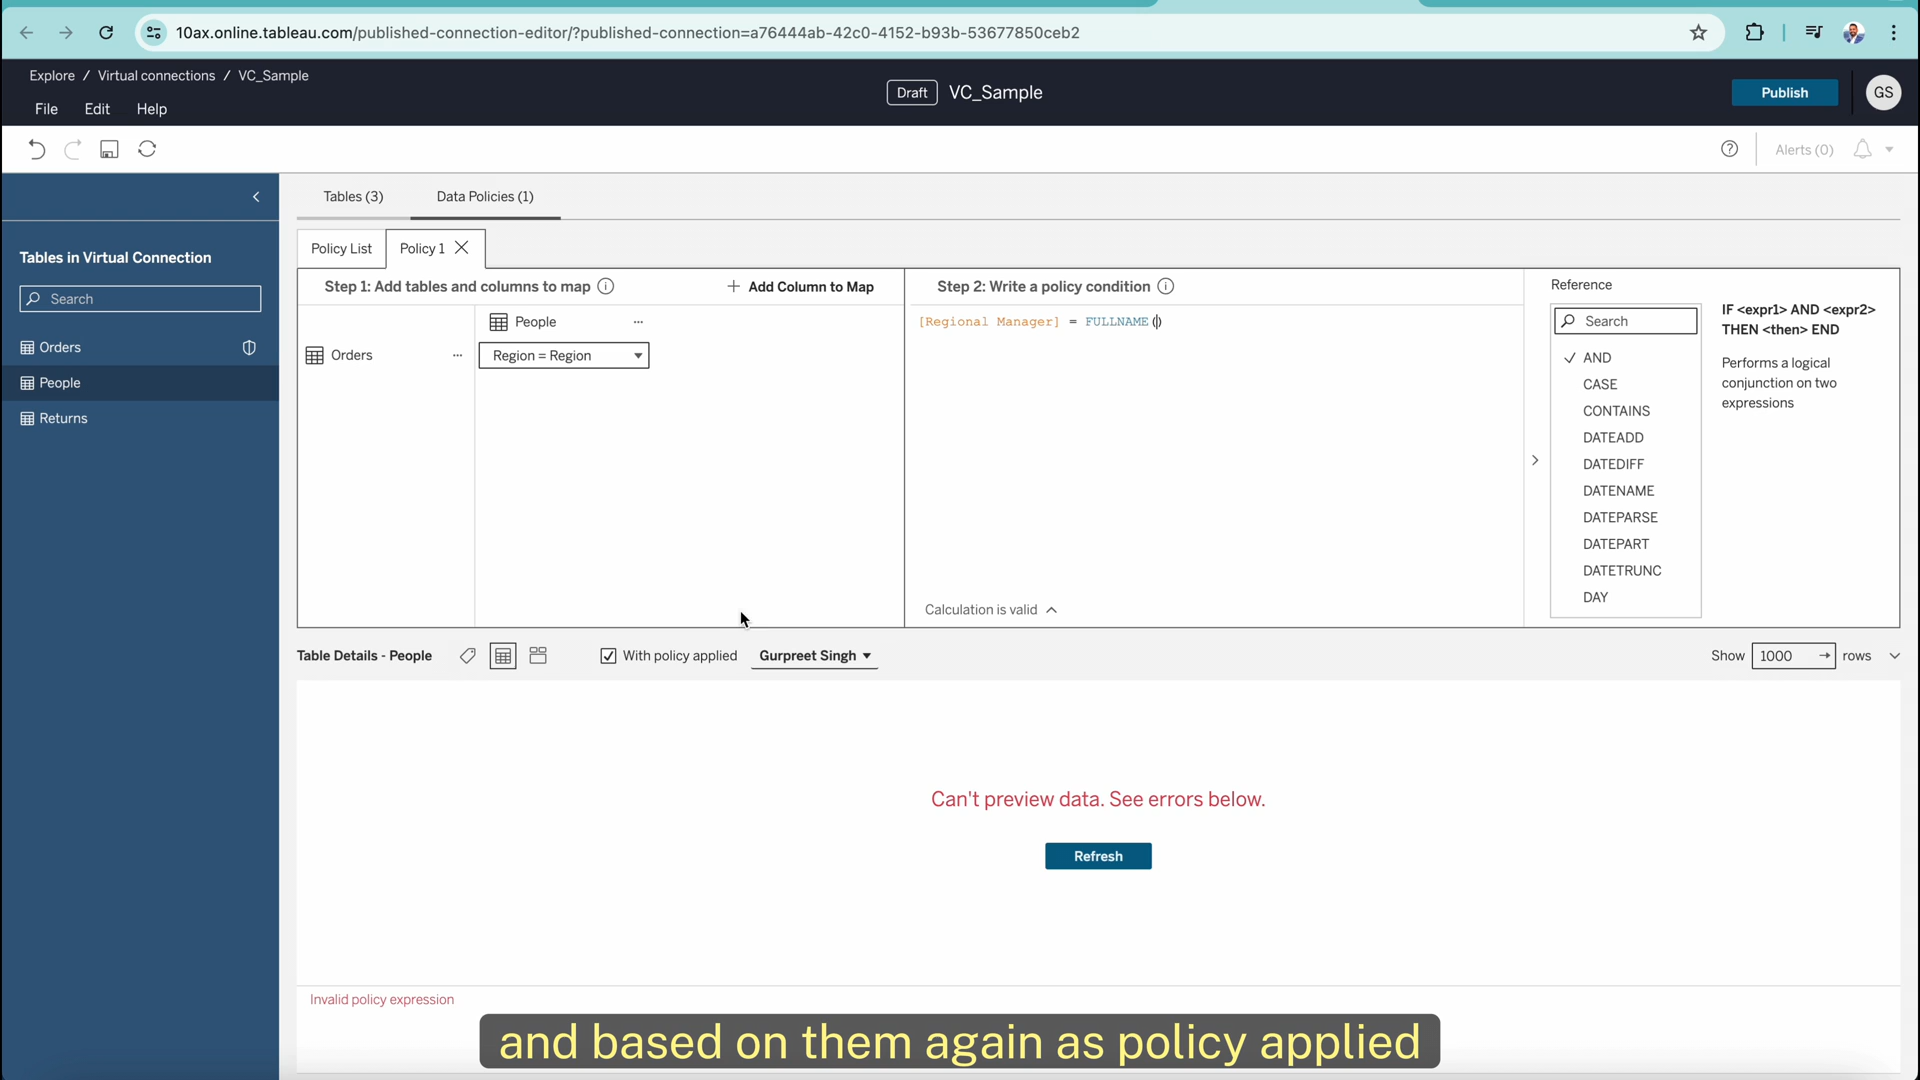 10ax.online.tableau.com/published-connection-editor/?published-connection=a76444ab-42c0-4152-b93b-53677850ceb2
Explore / Virtual connections / VC_Sample
Draft VC_Sample
Publish
GS
File Edit Help
Alerts (0)
Tables (3) Data Policies (1)
Tables in Virtual Connection
Search
Orders
People
Returns
Policy List Policy 1
Step 1: Add tables and columns to map
Add Column to Map
People ...
Orders ... Region = Region
Step 2: Write a policy condition
[Regional Manager] = FULLNAME()
Calculation is valid
Reference
Search
AND
CASE
CONTAINS
DATEADD
DATEDIFF
DATENAME
DATEPARSE
DATEPART
DATETRUNC
DAY
IF <expr1> AND <expr2>
THEN <then> END
Performs a logical
conjunction on two
expressions
Table Details - People
With policy applied Gurpreet Singh
Show 1000 rows
Can't preview data. See errors below.
Refresh
Invalid policy expression
and based on them again as policy applied